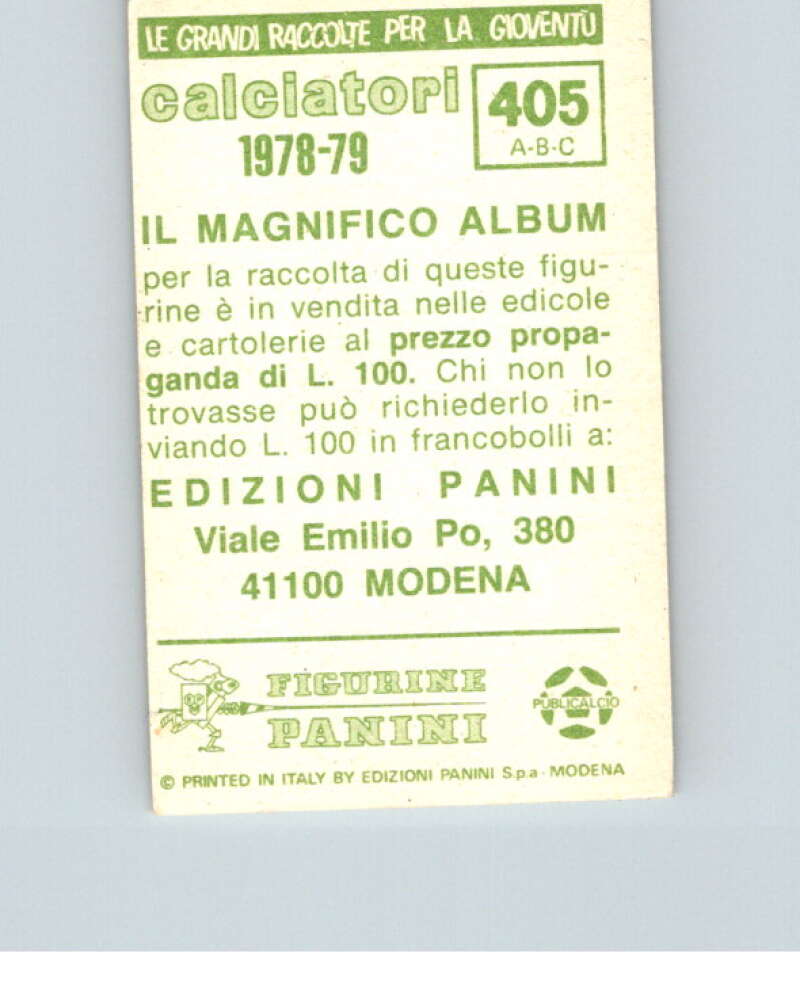 LE GRANDI RACCOLTE PER LA GIOVENTÙ
calciatori
1978-79
405
A-B-C
IL MAGNIFICO ALBUM
per la raccolta di queste figu-
rine è in vendita nelle edicole
e cartolerie al prezzo propa-
ganda di L. 100. Chi non lo
trovasse può richiederlo in-
viando L. 100 in francobolli a:
EDIZIONI PANINI
Viale Emilio Po, 380
41100 MODENA
FIGURINE
PANINI
PUBLICALCIO
© PRINTED IN ITALY BY EDIZIONI PANINI S.p.a - MODENA